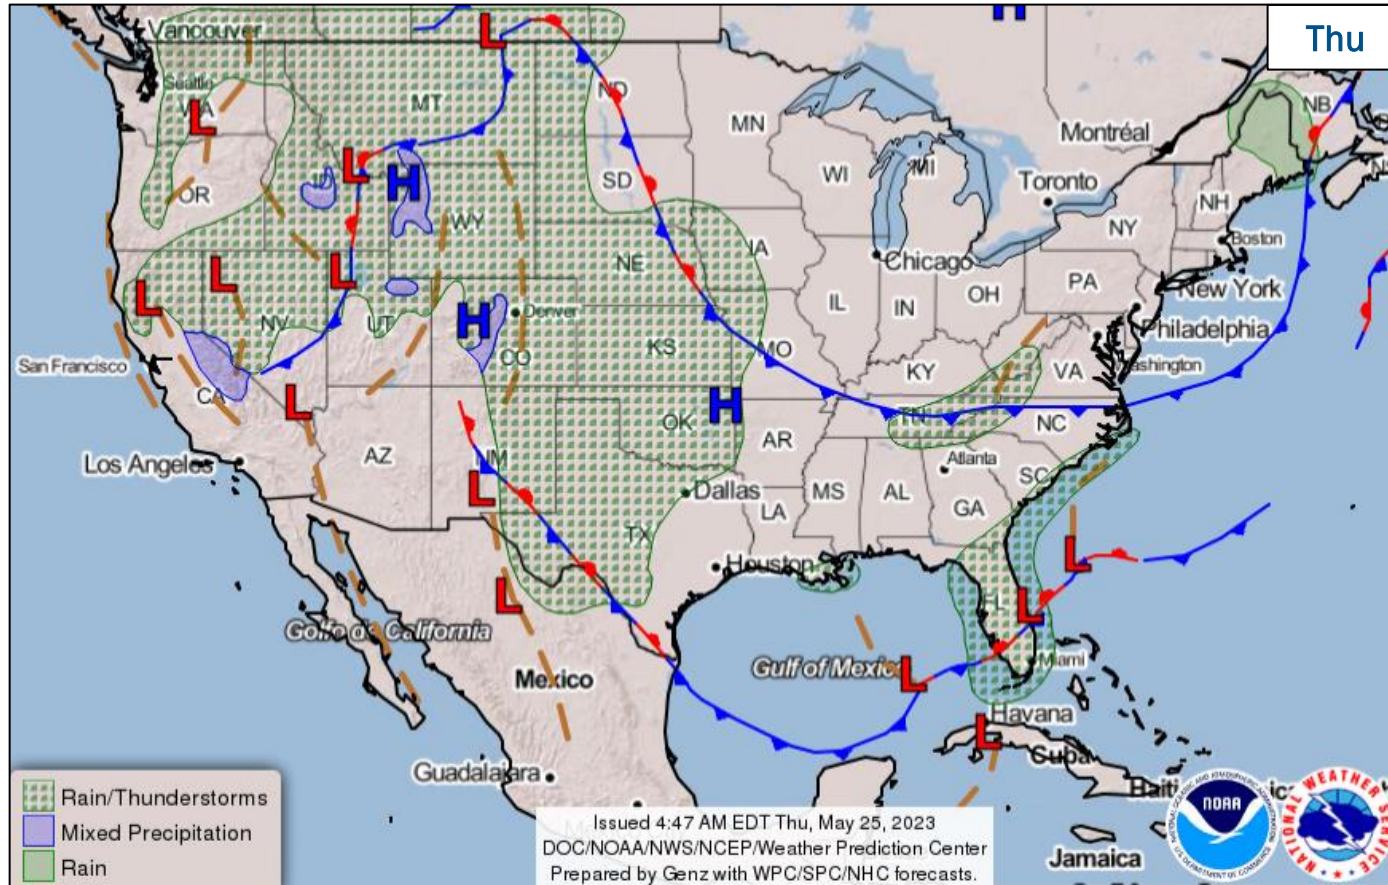 Thu
Vancouver
Seattle
WA
MT
ND
MN
Montréal
NB
OR
ID
SD
WI
MI
Toronto
NH
Boston
WY
IA
NY
NE
Chicago
PA
New York
NV
UT
Denver
IL
IN
OH
Philadelphia
San Francisco
CO
KS
MO
KY
VA
Washington
CA
OK
TN
NC
Los Angeles
AZ
NM
AR
Atlanta
SC
Dallas
LA
MS
AL
GA
TX
Houston
FL
Golfo de California
Gulf of Mexico
Miami
Mexico
Havana
Cuba
Guadalajara
Haiti
Jamaica
H
H
H
H
L
L
L
L
L
L
L
L
L
L
L
L
L
Rain/Thunderstorms
Mixed Precipitation
Rain
Issued 4:47 AM EDT Thu, May 25, 2023
DOC/NOAA/NWS/NCEP/Weather Prediction Center
Prepared by Genz with WPC/SPC/NHC forecasts.
NOAA
NATIONAL WEATHER SERVICE